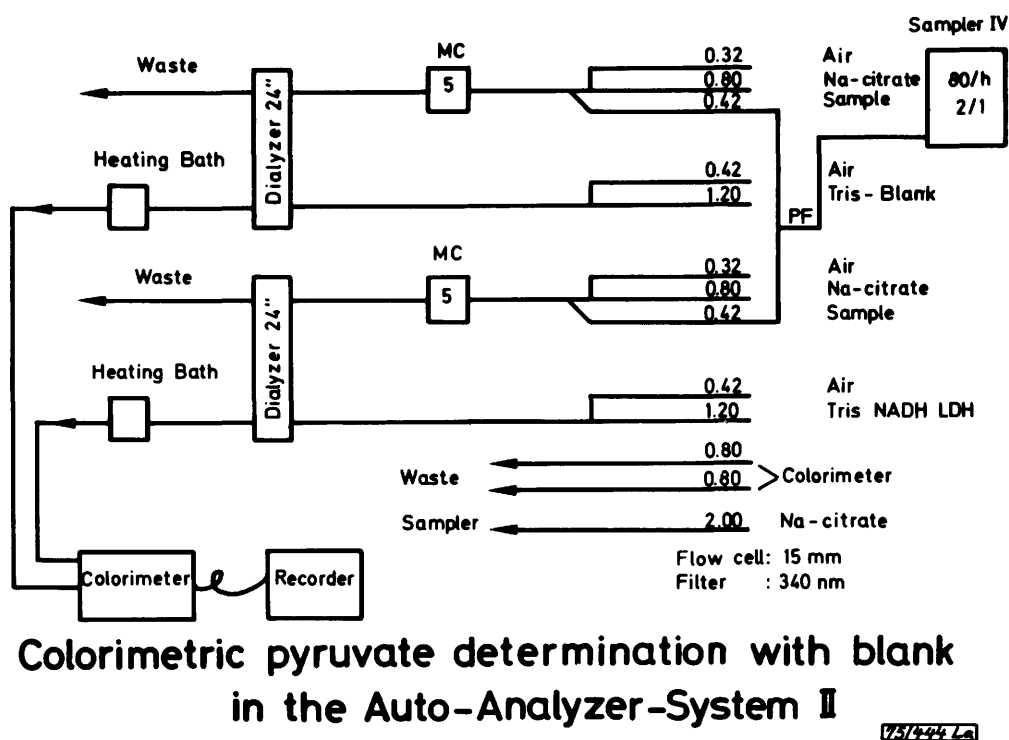 Sampler IV
MC
0.32 Air
Waste
5
0.80 Na-citrate
80/h
0.42 Sample
2/1
Dialyzer 24"
Heating Bath
0.42 Air
1.20 Tris-Blank
PF
MC
Waste
0.32 Air
5
0.80 Na-citrate
0.42 Sample
Dialyzer 24"
Heating Bath
0.42 Air
1.20 Tris NADH LDH
0.80
Waste 0.80 Colorimeter
Sampler 2.00 Na-citrate
Flow cell: 15 mm
Filter : 340 nm
Colorimeter
Recorder
Colorimetric pyruvate determination with blank
in the Auto-Analyzer-System II
75/444 La